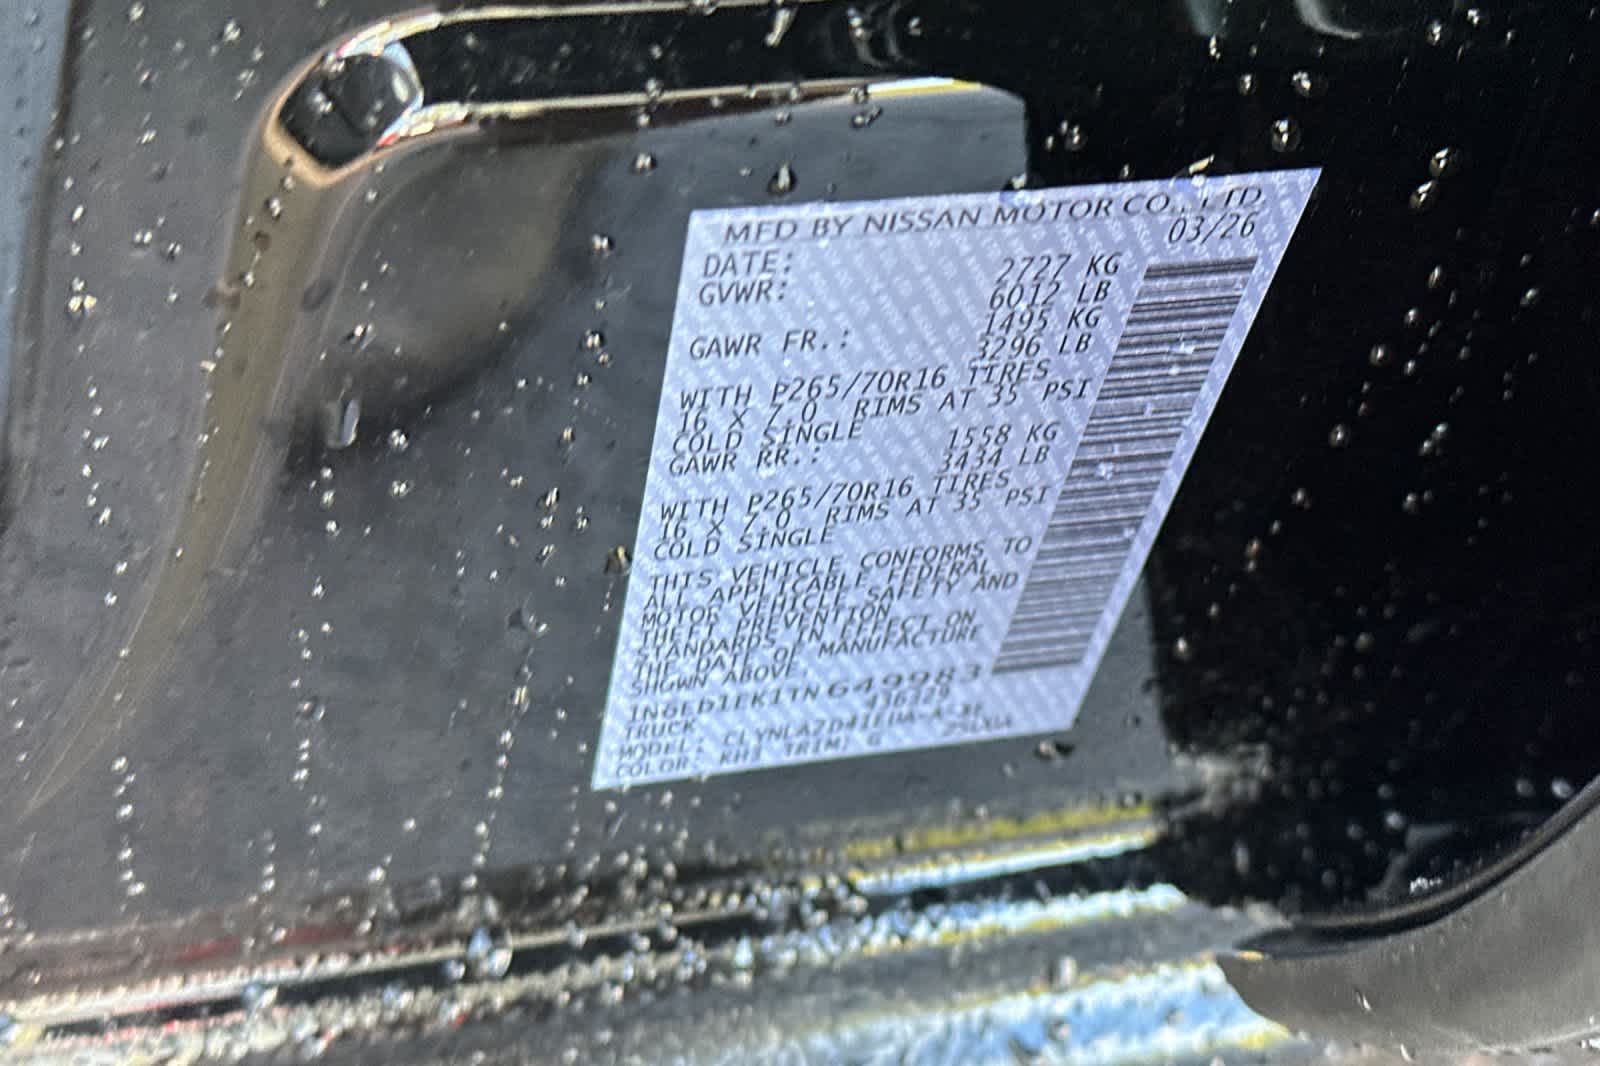 MFD BY NISSAN MOTOR CO., LTD.
DATE: 03/26
GVWR: 2727 KG
6012 LB
GAWR FR.: 1495 KG
3296 LB
WITH P265/70R16 TIRES
16 X 7.0 RIMS AT 35 PSI
COLD SINGLE
GAWR RR.: 1558 KG
3434 LB
WITH P265/70R16 TIRES
16 X 7.0 RIMS AT 35 PSI
COLD SINGLE
THIS VEHICLE CONFORMS TO
ALL APPLICABLE FEDERAL
MOTOR VEHICLE SAFETY AND
THEFT PREVENTION
STANDARDS IN EFFECT ON
THE DATE OF MANUFACTURE
SHOWN ABOVE.
1N6ED1EK1TN649983
TRUCK 436329
MODEL:
COLOR: KH3 TRIM: G